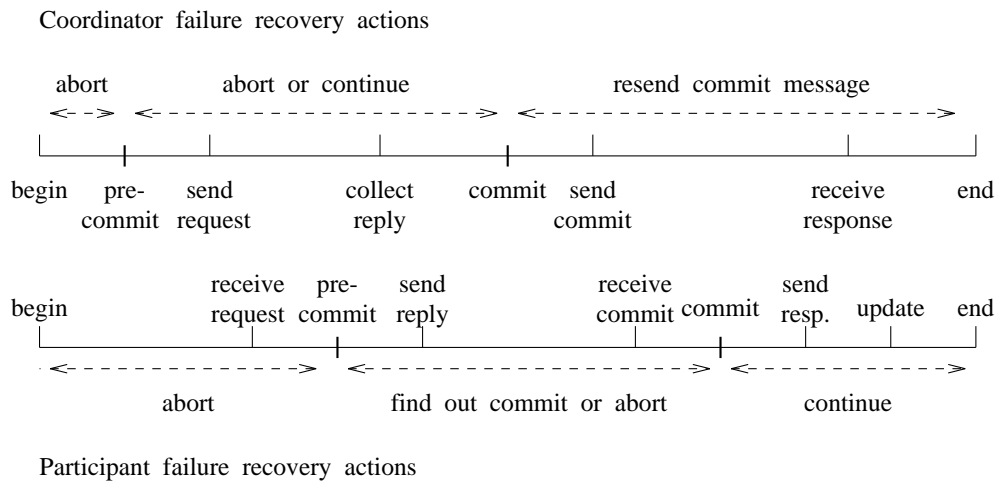 Coordinator failure recovery actions
abort abort or continue resend commit message
begin pre- send collect commit send receive end
commit request reply commit response
receive pre- send receive send
begin request commit reply commit commit resp. update end
abort find out commit or abort continue
Participant failure recovery actions